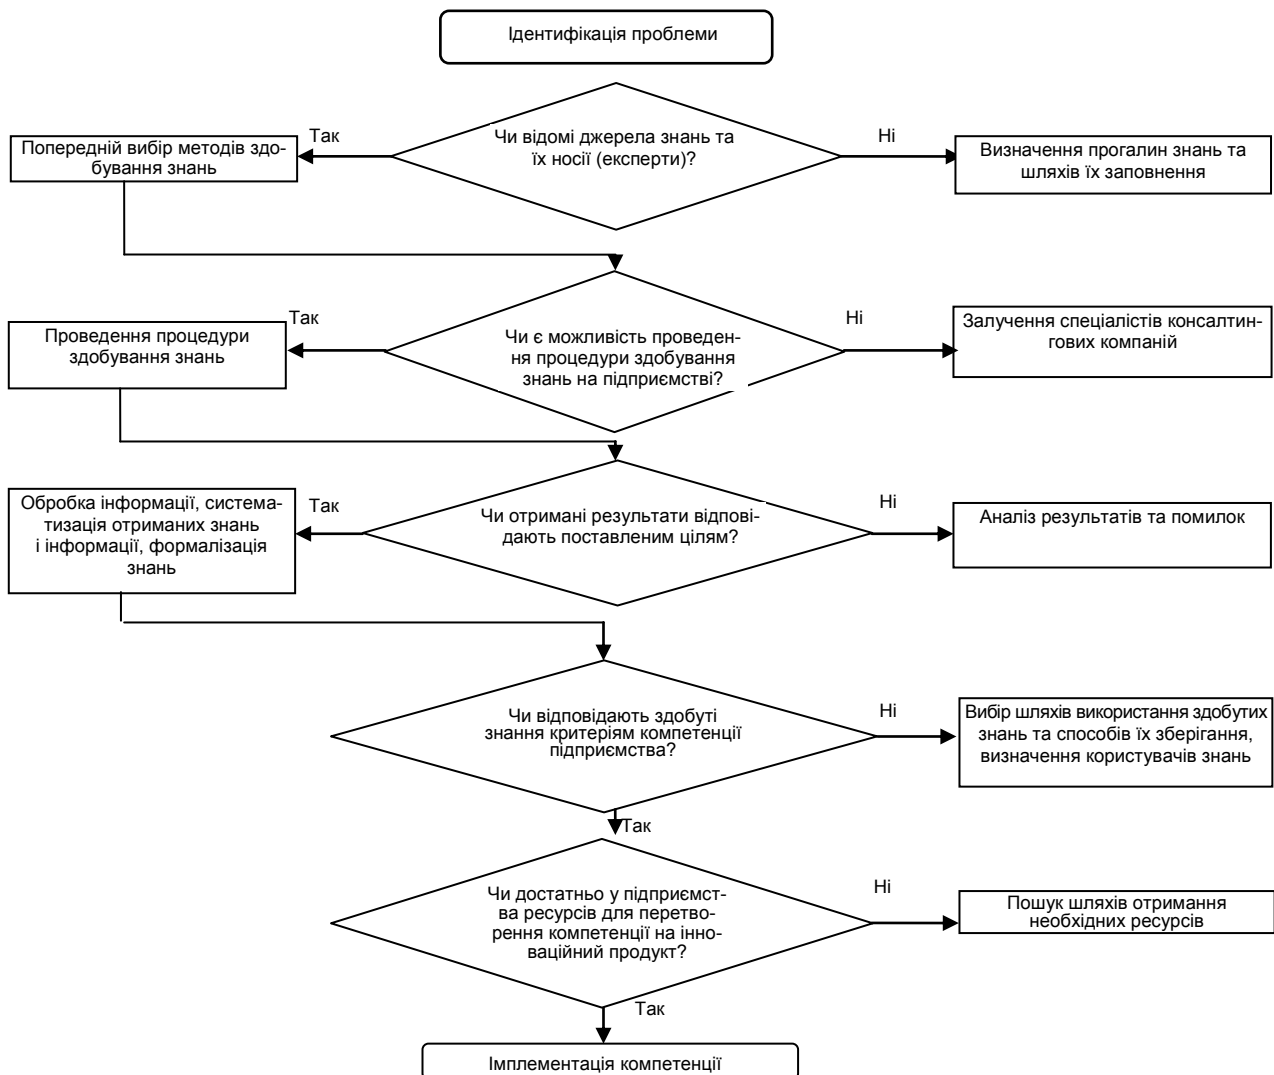 Ідентифікація проблеми
Чи відомі джерела знань та
їх носії (експерти)?
Так
Ні
Попередній вибір методів здо-
бування знань
Визначення прогалин знань та
шляхів їх заповнення
Чи є можливість проведен-
ня процедури здобування
знань на підприємстві?
Так
Ні
Проведення процедури
здобування знань
Залучення спеціалістів консалтин-
гових компаній
Чи отримані результати відпові-
дають поставленим цілям?
Так
Ні
Обробка інформації, система-
тизація отриманих знань
і інформації, формалізація
знань
Аналіз результатів та помилок
Чи відповідають здобуті
знання критеріям компетенції
підприємства?
Ні
Вибір шляхів використання здобутих
знань та способів їх зберігання,
визначення користувачів знань
Так
Чи достатньо у підприємст-
ва ресурсів для перетво-
рення компетенції на інно-
ваційний продукт?
Ні
Пошук шляхів отримання
необхідних ресурсів
Так
Імплементація компетенції